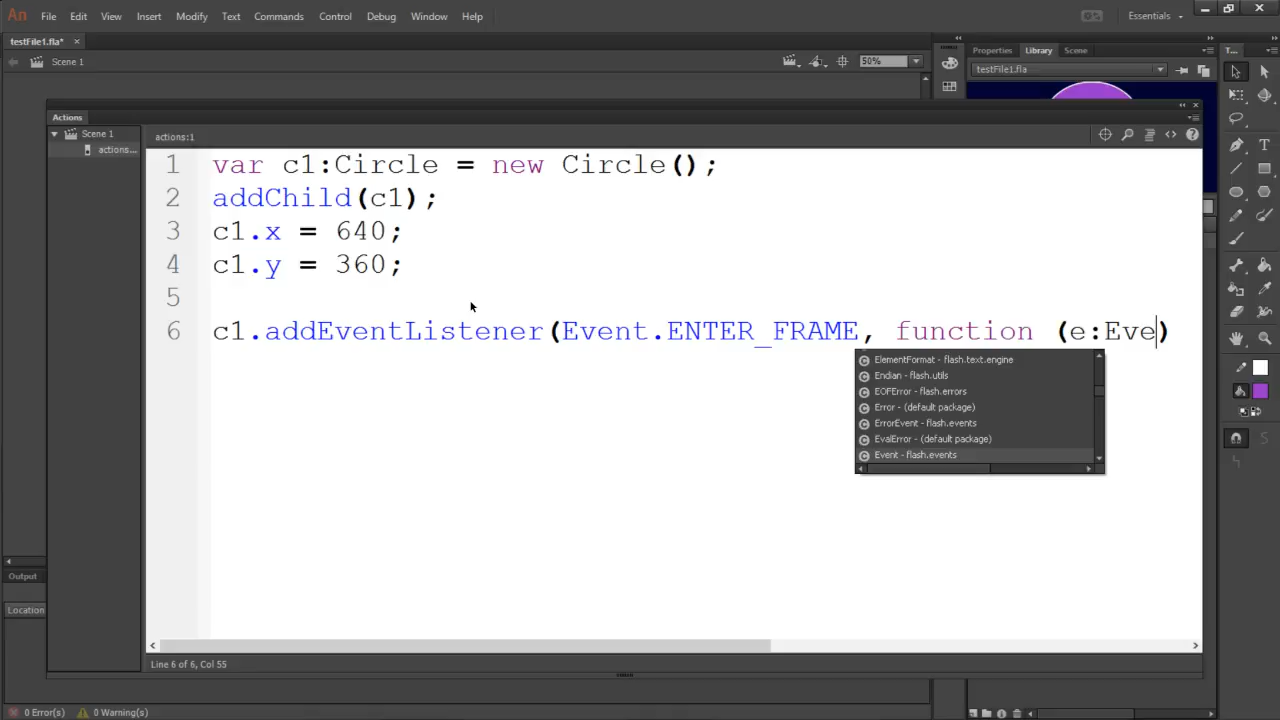 An File Edit View Insert Modify Text Commands Control Debug Window Help Essentials
testFile1.fla* ×
Scene 1 50%
Properties Library Scene T...
testFile1.fla
Actions
Scene 1
actions...
actions:1
1 var c1:Circle = new Circle();
2 addChild(c1);
3 c1.x = 640;
4 c1.y = 360;
5
6 c1.addEventListener(Event.ENTER_FRAME, function (e:Eve)
ElementFormat - flash.text.engine
Endian - flash.utils
EOFError - flash.errors
Error - (default package)
ErrorEvent - flash.events
EvalError - (default package)
Event - flash.events
Output
Location
Line 6 of 6, Col 55
0 Error(s) 0 Warning(s)